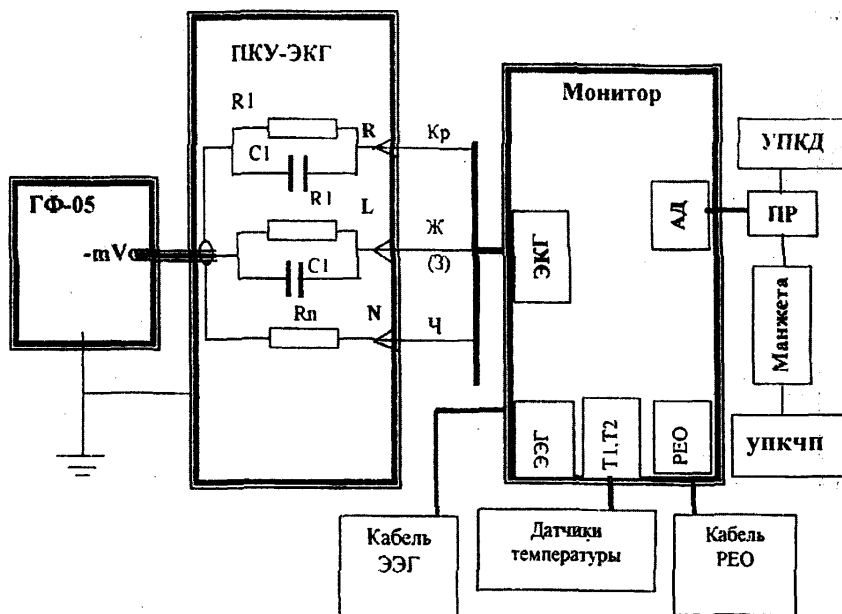 ПКУ-ЭКГ
R1
R
Кр
C1
R1
L
Ж
(З)
C1
Rn
N
Ч
ГФ-05
-mV
Монитор
УПКД
АД
ПР
ЭКГ
Манжета
УПКЧП
ЭЭГ
T1,T2
РЕО
Кабель
ЭЭГ
Датчики
температуры
Кабель
РЕО